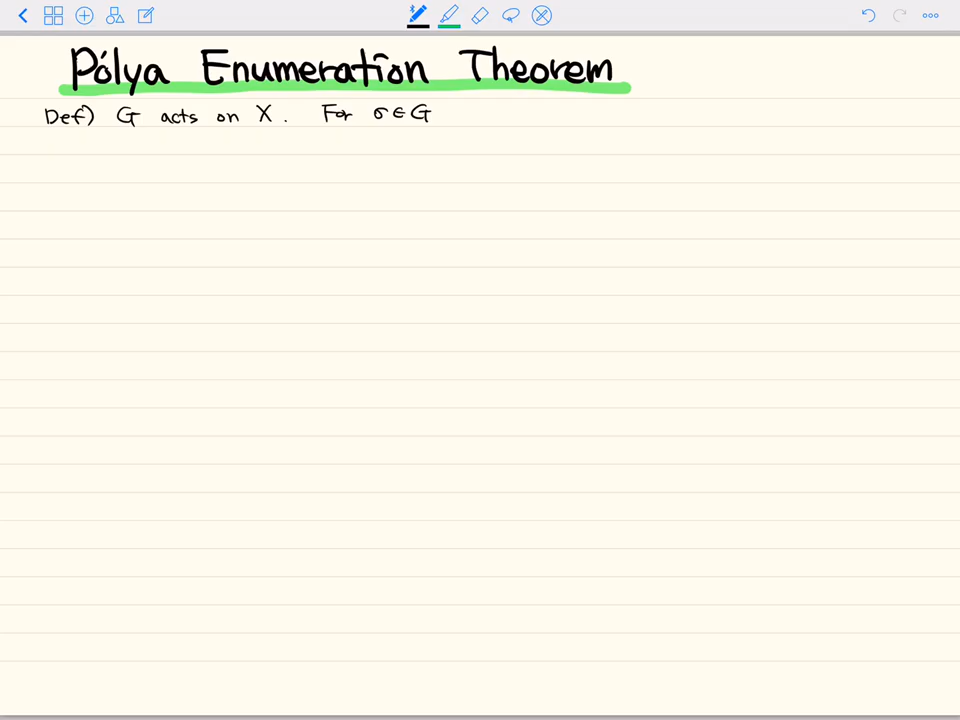 Pólya Enumeration Theorem
Def) G acts on X. For σ∈G